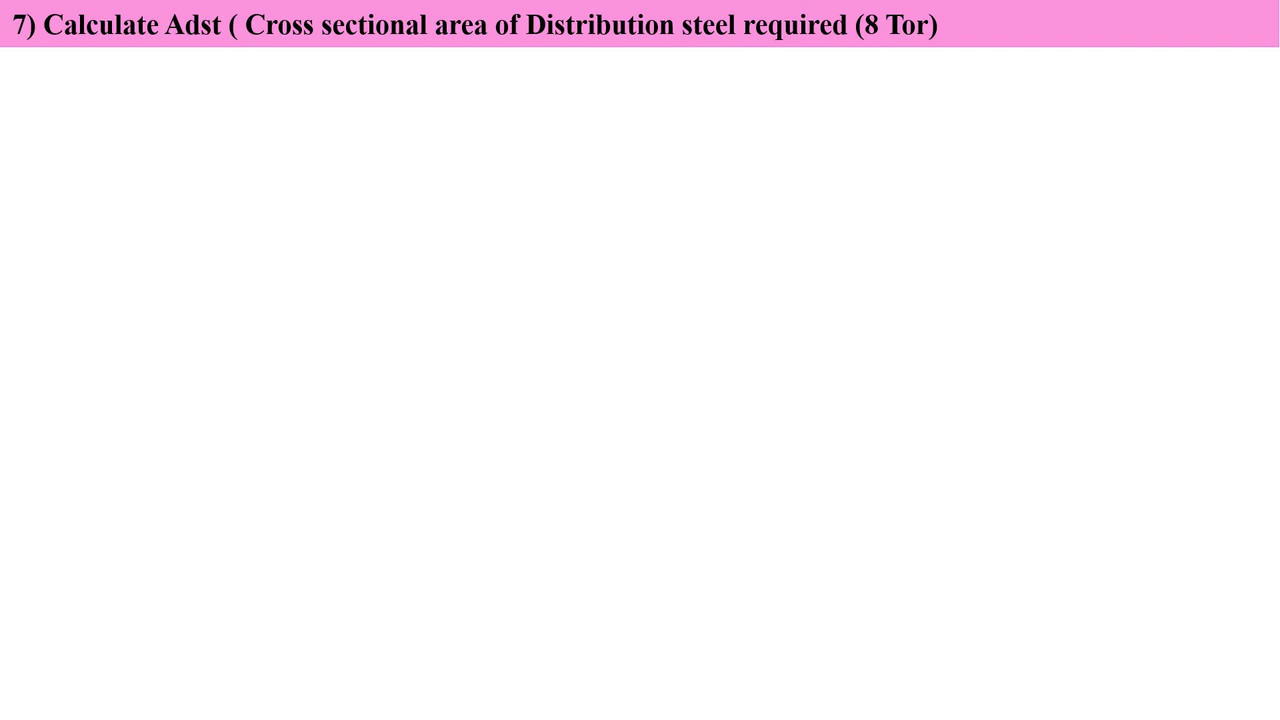 7) Calculate Adst ( Cross sectional area of Distribution steel required (8 Tor)